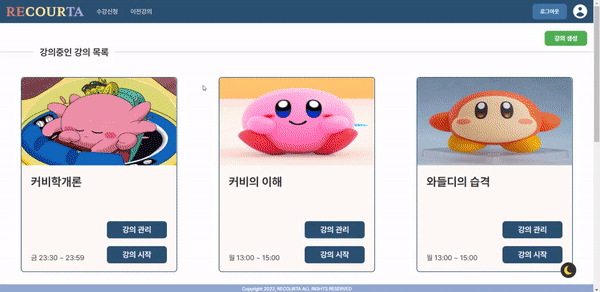 RECOURTA 수강신청 이전강의 로그아웃
강의 생성
강의중인 강의 목록
커비학개론 커비의 이해 와들디의 습격
강의 관리 강의 관리 강의 관리
금 23:30 ~ 23:59 강의 시작 월 13:00 ~ 15:00 강의 시작 월 13:00 ~ 15:00 강의 시작
Copyright 2022, RECOURTA ALL RIGHTS RESERVED